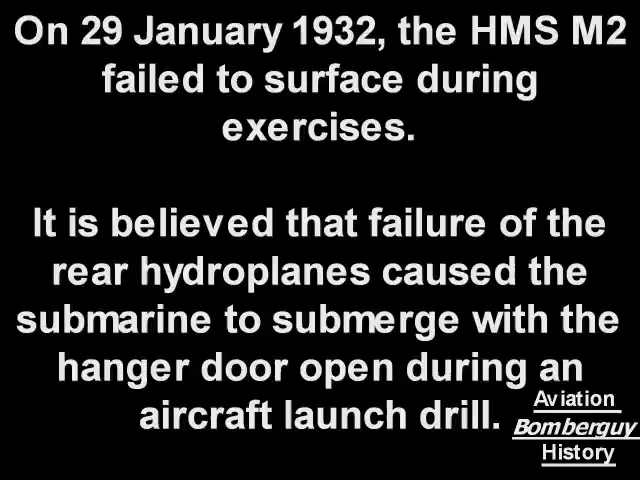 On 29 January 1932, the HMS M2
failed to surface during
exercises.
It is believed that failure of the
rear hydroplanes caused the
submarine to submerge with the
hanger door open during an
aircraft launch drill.
Aviation
Bomberguy
History